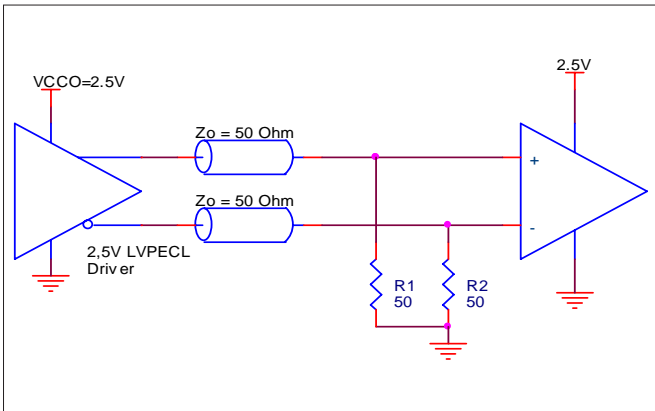 VCCO=2.5V
2.5V
Zo = 50 Ohm
+
Zo = 50 Ohm
-
2,5V LVPECL
Driver
R1
50
R2
50